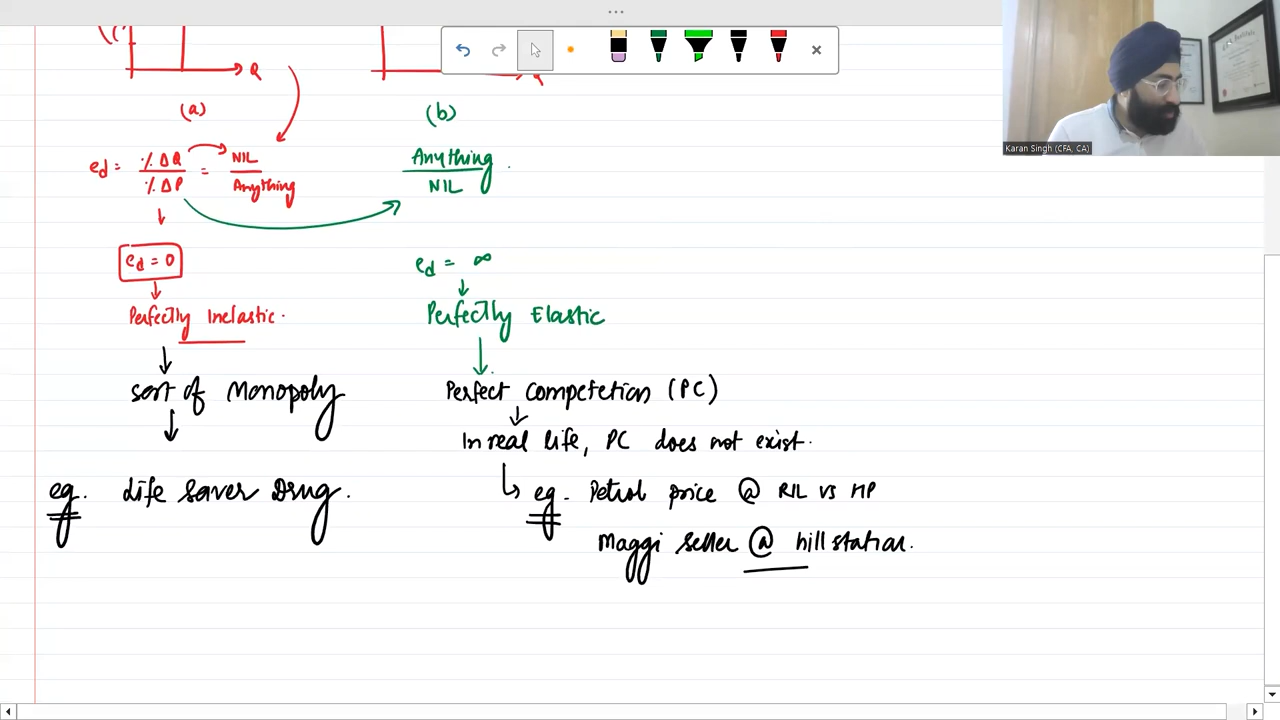 Q
(a)
(b)
ed = % ΔQ / % ΔP = NIL / Anything
Anything / NIL
ed = 0
ed = ∞
Perfectly Inelastic.
Perfectly Elastic
sort of Monopoly
Perfect competetion (PC)
In real life, PC does not exist.
eg. Life Saver Drug.
eg. Petrol price @ RIL vs HP
Maggi seller @ hill station.
Karan Singh (CFA, CA)